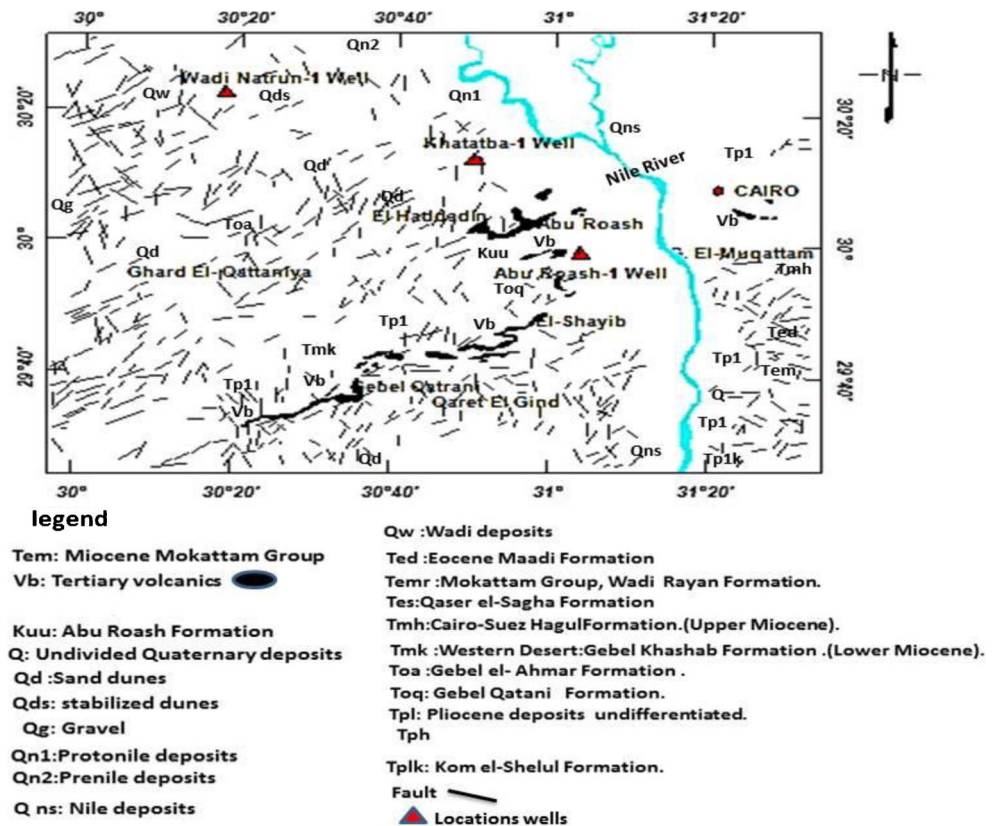 30° 30°20' 30°40' 31° 31°20'
Qn2
Wadi Natrun-1 Well
Qw Qds Qn1
30°20' 30°20'
Qns
Khatatba-1 Well
Tp1
Nile River
Qd
CAIRO
Qg Qd
El Haddadin
Vb
Toa Abu Roash
30° Vb 30°
Qd Kuu El-Muqattam
Ghard El-Qattaniya Abu Roash-1 Well Tmh
Toq
Tp1 Vb El-Shayib
Ted
Tmk Tp1
29°40' Tem 29°40'
Tp1 Vb Gebel Qatrani
Qaret El Gind Q
Vb
Tp1
Qns
Qd Tp1k
30° 30°20' 30°40' 31° 31°20'
N
legend
Tem: Miocene Mokattam Group
Vb: Tertiary volcanics
Kuu: Abu Roash Formation
Q: Undivided Quaternary deposits
Qd :Sand dunes
Qds: stabilized dunes
Qg: Gravel
Qn1:Protonile deposits
Qn2:Prenile deposits
Q ns: Nile deposits
Qw :Wadi deposits
Ted :Eocene Maadi Formation
Temr :Mokattam Group, Wadi Rayan Formation.
Tes:Qaser el-Sagha Formation
Tmh:Cairo-Suez HagulFormation.(Upper Miocene).
Tmk :Western Desert:Gebel Khashab Formation .(Lower Miocene).
Toa :Gebel el- Ahmar Formation .
Toq: Gebel Qatani Formation.
Tpl: Pliocene deposits undifferentiated.
Tph
Tplk: Kom el-Shelul Formation.
Fault
Locations wells